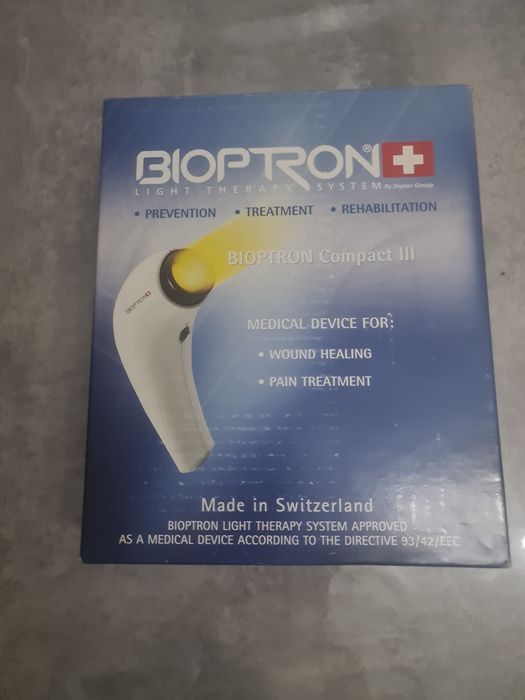 BIOPTRON®
LIGHT THERAPY SYSTEM By Zepter Group
• PREVENTION • TREATMENT • REHABILITATION
BIOPTRON Compact III
BIOPTRON
MEDICAL DEVICE FOR:
• WOUND HEALING
• PAIN TREATMENT
Made in Switzerland
BIOPTRON LIGHT THERAPY SYSTEM APPROVED
AS A MEDICAL DEVICE ACCORDING TO THE DIRECTIVE 93/42/EEC